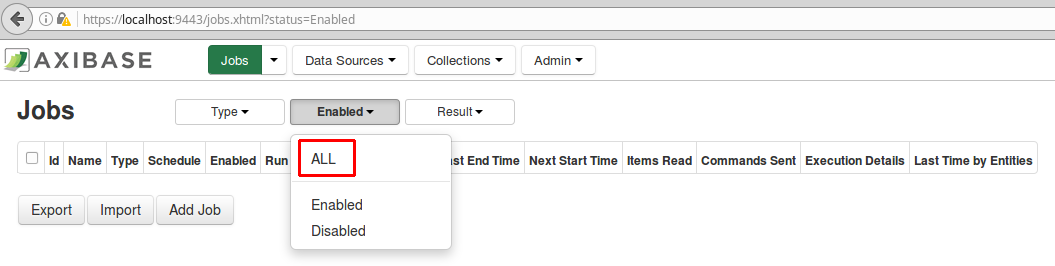 https://localhost:9443/jobs.xhtml?status=Enabled
AXIBASE Jobs Data Sources Collections Admin
Jobs Type Enabled Result
Id Name Type Schedule Enabled Run End Time Next Start Time Items Read Commands Sent Execution Details Last Time by Entities
ALL
Enabled
Disabled
Export Import Add Job